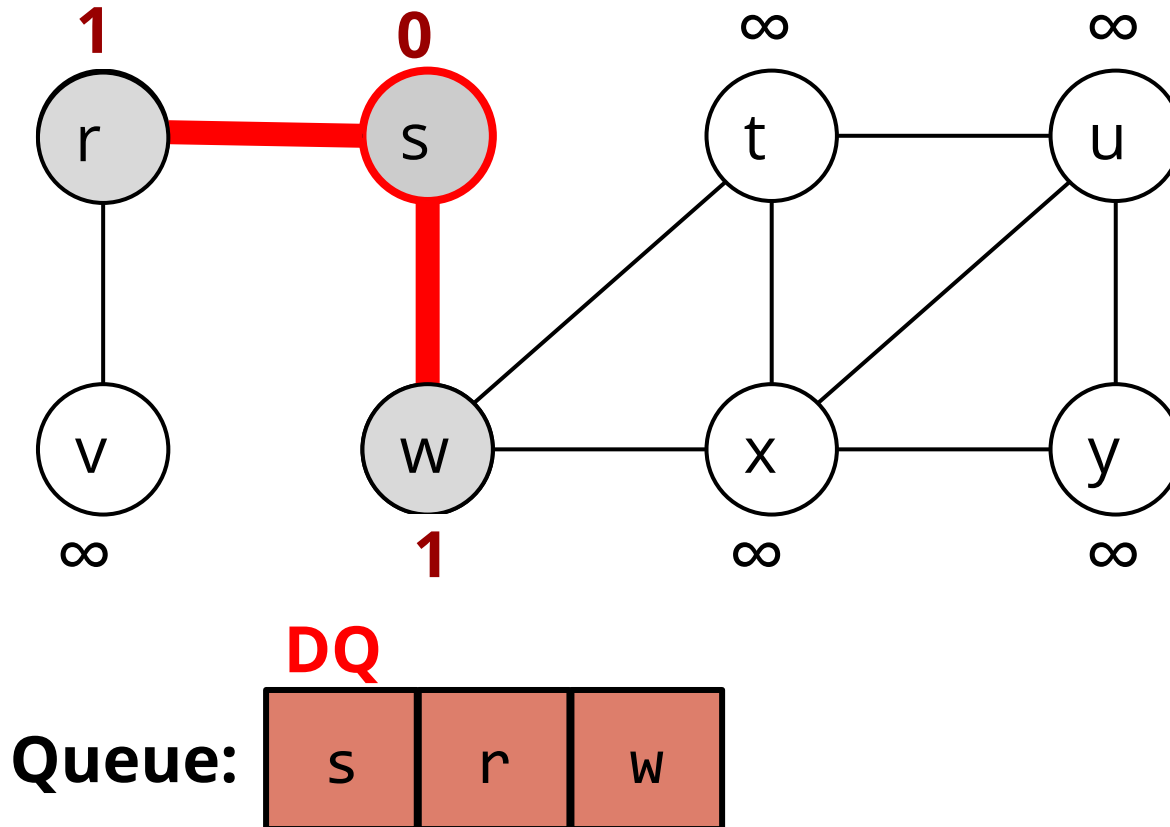 1 0 ∞ ∞
r s t u
v w x y
∞ 1 ∞ ∞
DQ
Queue: s r w